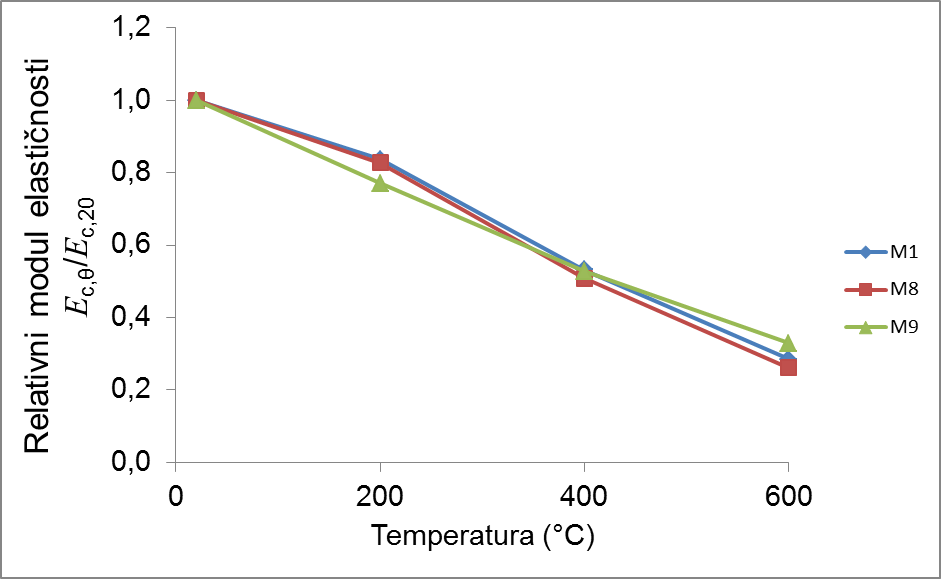 Relativni modul elastičnosti
Ec,θ/Ec,20
1,2
1,0
0,8
0,6
0,4
0,2
0,0
0 200 400 600
Temperatura (°C)
M1
M8
M9